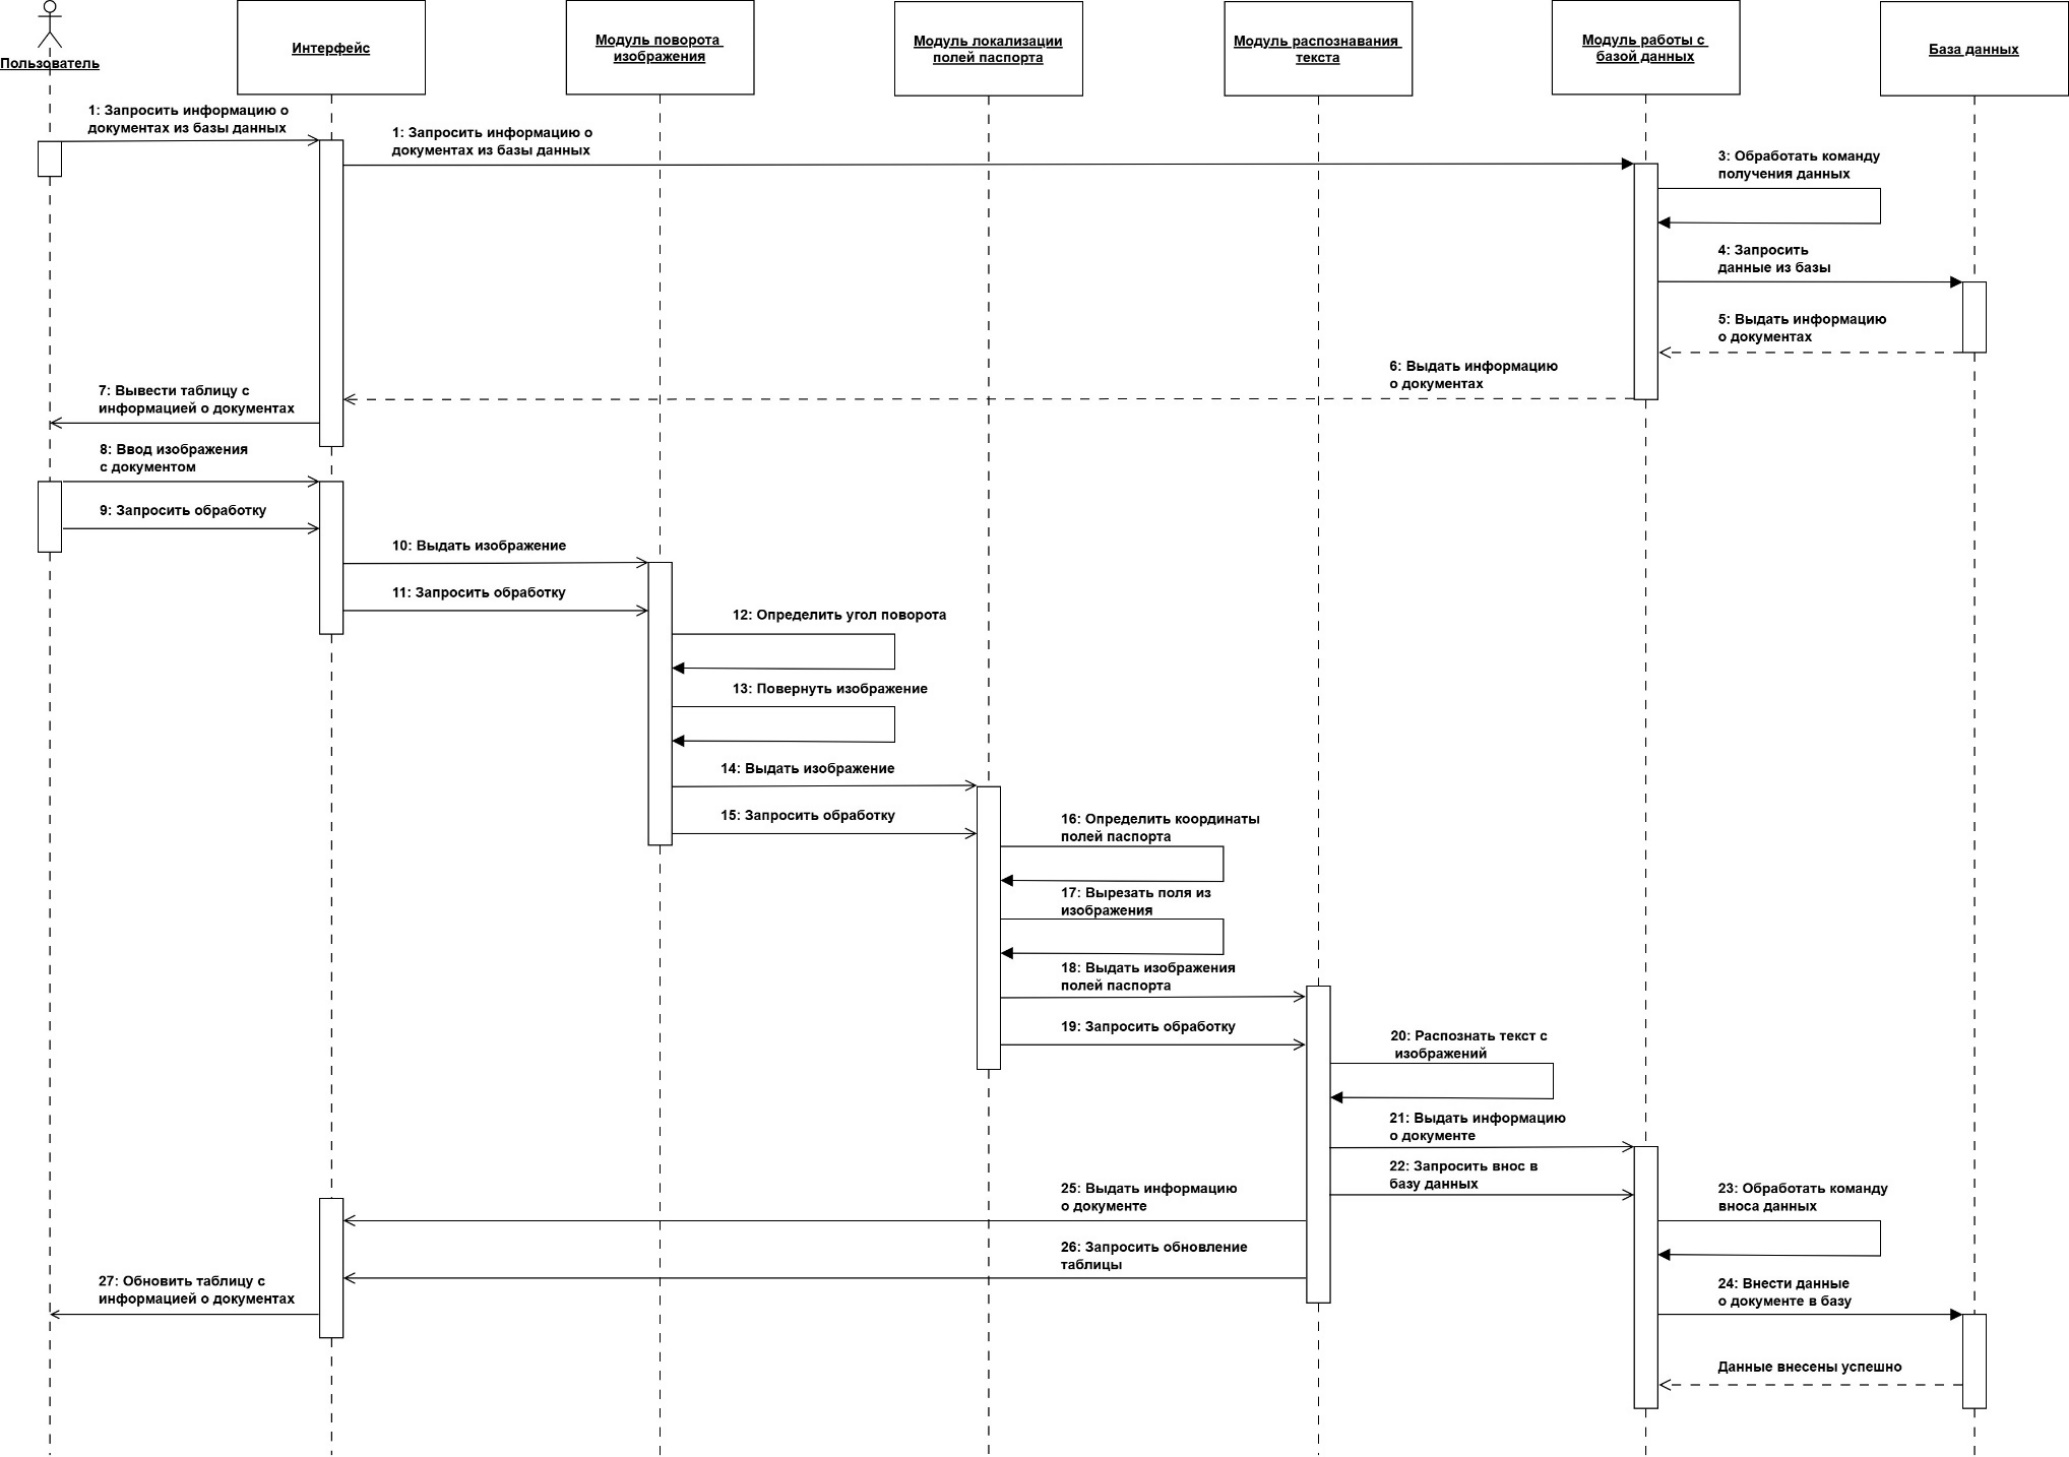 Пользователь
Интерфейс
Модуль поворота
изображения
Модуль локализации
полей паспорта
Модуль распознавания
текста
Модуль работы с
базой данных
База данных
1: Запросить информацию о
документах из базы данных
1: Запросить информацию о
документах из базы данных
3: Обработать команду
получения данных
4: Запросить
данные из базы
5: Выдать информацию
о документах
6: Выдать информацию
о документах
7: Вывести таблицу с
информацией о документах
8: Ввод изображения
с документом
9: Запросить обработку
10: Выдать изображение
11: Запросить обработку
12: Определить угол поворота
13: Повернуть изображение
14: Выдать изображение
15: Запросить обработку
16: Определить координаты
полей паспорта
17: Вырезать поля из
изображения
18: Выдать изображения
полей паспорта
19: Запросить обработку
20: Распознать текст с
изображений
21: Выдать информацию
о документе
22: Запросить внос в
базу данных
23: Обработать команду
вноса данных
25: Выдать информацию
о документе
26: Запросить обновление
таблицы
24: Внести данные
о документе в базу
27: Обновить таблицу с
информацией о документах
Данные внесены успешно